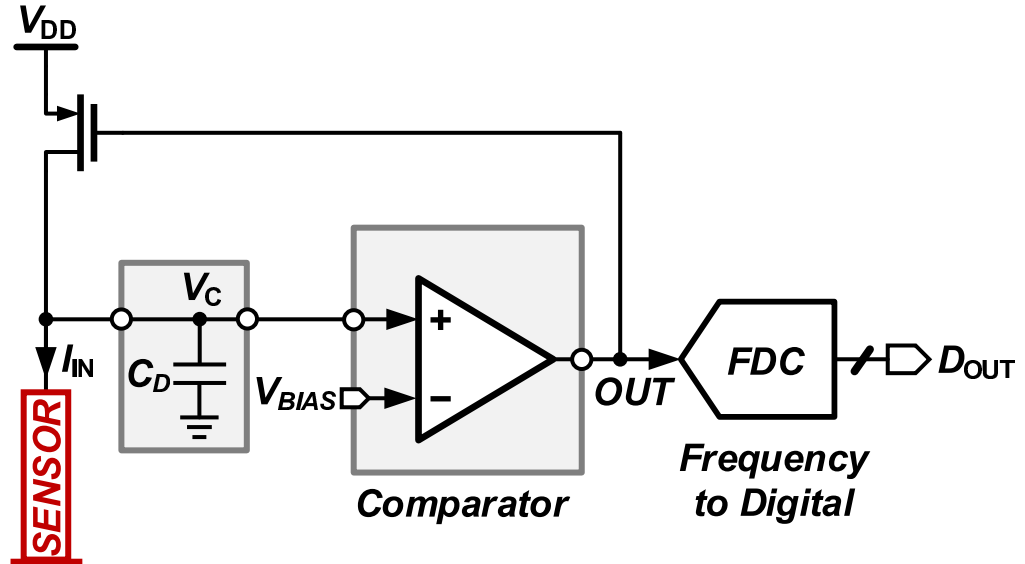 VDD
IIN
SENSOR
VC
CD
VBIAS
+
−
Comparator
OUT
FDC
DOUT
Frequency
to Digital